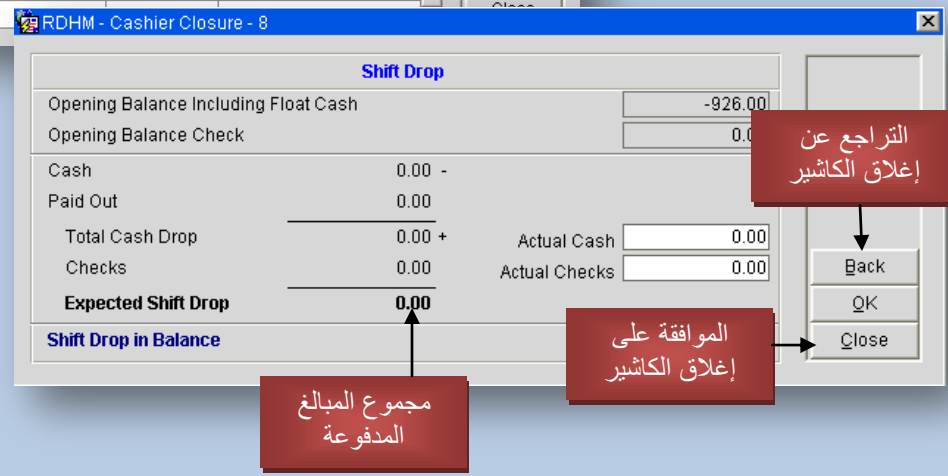 Close
RDHM - Cashier Closure - 8
Shift Drop
Opening Balance Including Float Cash -926.00
Opening Balance Check 0.
Cash 0.00 -
Paid Out 0.00
Total Cash Drop 0.00 + Actual Cash 0.00
Checks 0.00 Actual Checks 0.00
Expected Shift Drop 0.00
Shift Drop in Balance
التراجع عن
إغلاق الكاشير
Back
OK
Close
الموافقة على
إغلاق الكاشير
مجموع المبالغ
المدفوعة